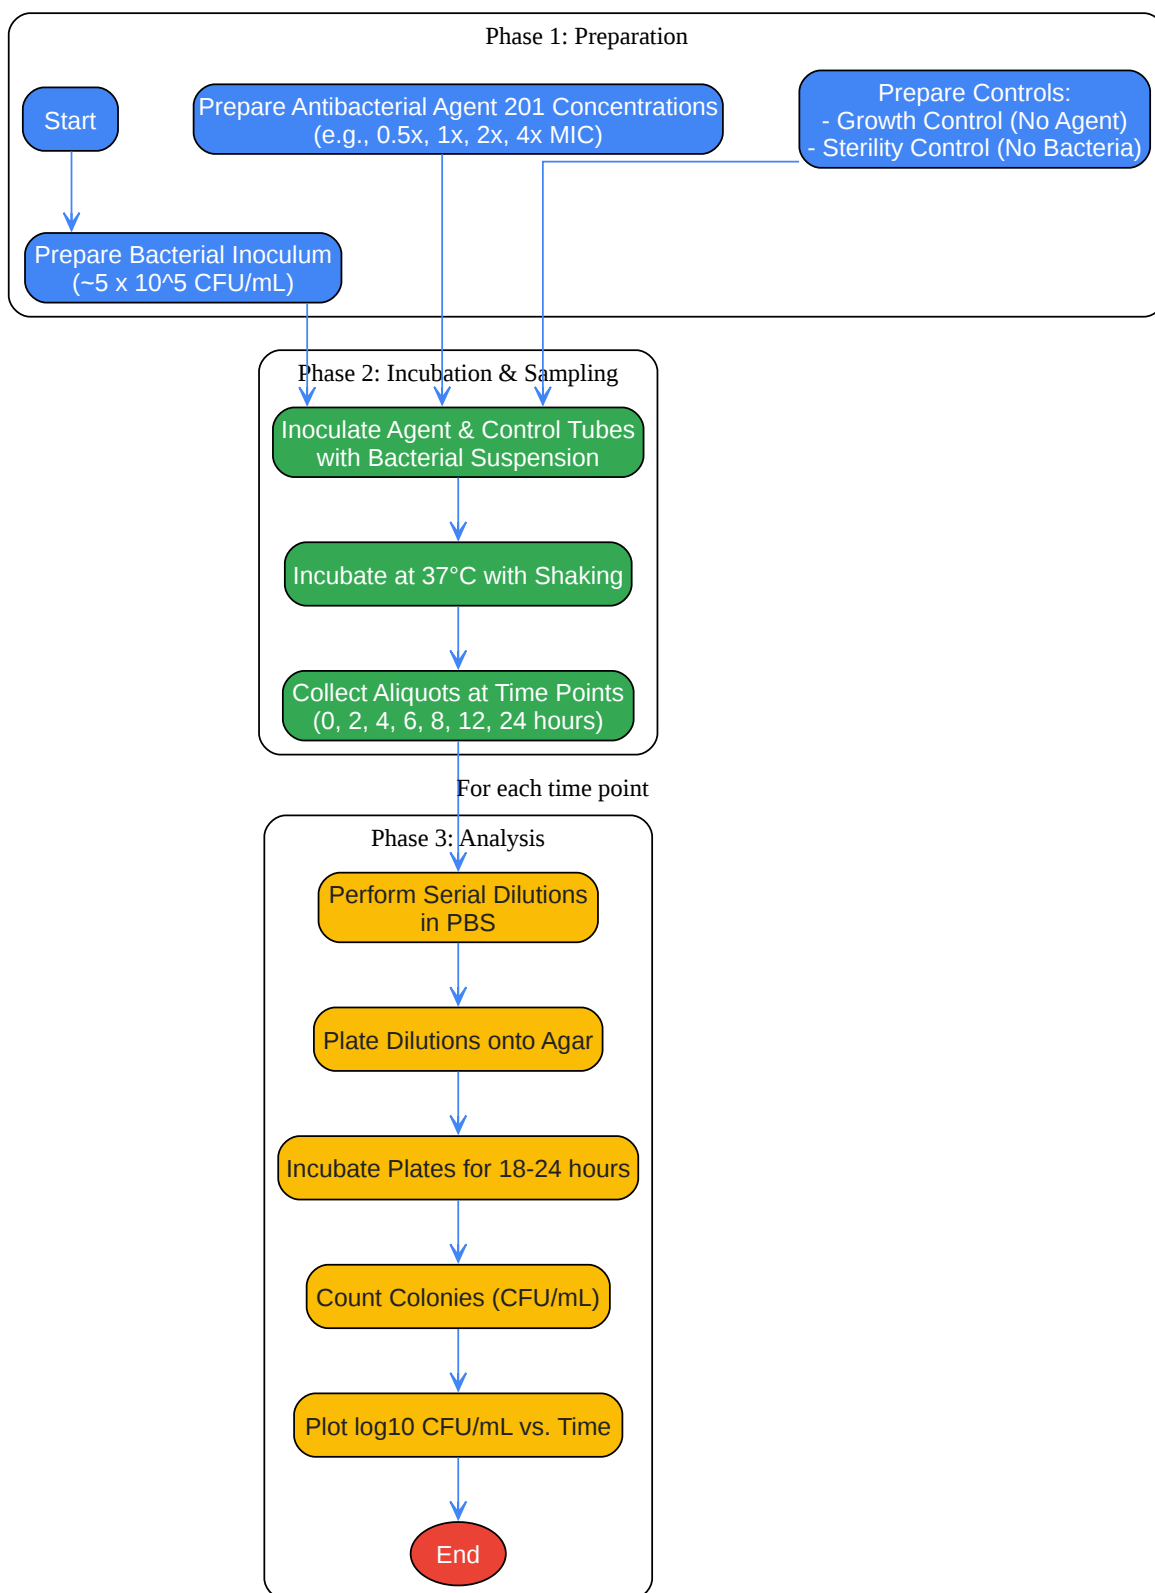 Phase 1: Preparation
Start
Prepare Antibacterial Agent 201 Concentrations
(e.g., 0.5x, 1x, 2x, 4x MIC)
Prepare Controls:
- Growth Control (No Agent)
- Sterility Control (No Bacteria)
Prepare Bacterial Inoculum
(~5 x 10^5 CFU/mL)
Phase 2: Incubation & Sampling
Inoculate Agent & Control Tubes
with Bacterial Suspension
Incubate at 37°C with Shaking
Collect Aliquots at Time Points
(0, 2, 4, 6, 8, 12, 24 hours)
For each time point
Phase 3: Analysis
Perform Serial Dilutions
in PBS
Plate Dilutions onto Agar
Incubate Plates for 18-24 hours
Count Colonies (CFU/mL)
Plot log10 CFU/mL vs. Time
End